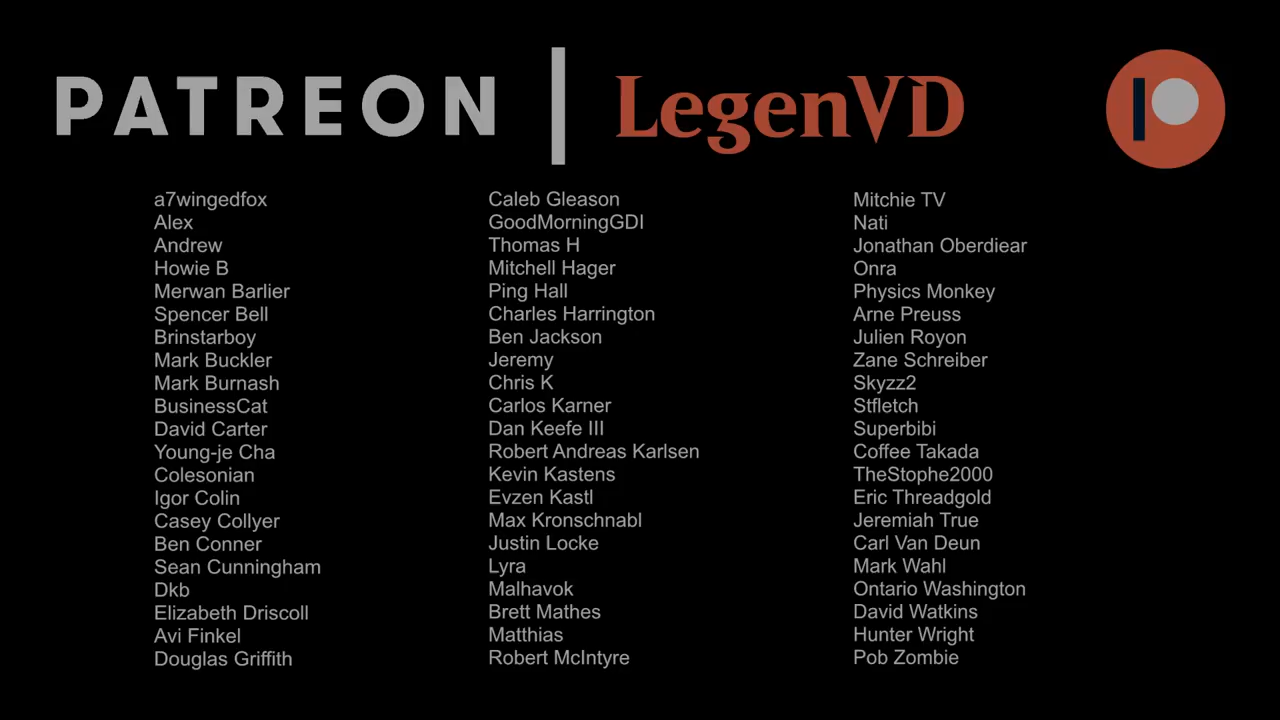 PATREON | LegenVD
a7wingedfox
Alex
Andrew
Howie B
Merwan Barlier
Spencer Bell
Brinstarboy
Mark Buckler
Mark Burnash
BusinessCat
David Carter
Young-je Cha
Colesonian
Igor Colin
Casey Collyer
Ben Conner
Sean Cunningham
Dkb
Elizabeth Driscoll
Avi Finkel
Douglas Griffith
Caleb Gleason
GoodMorningGDI
Thomas H
Mitchell Hager
Ping Hall
Charles Harrington
Ben Jackson
Jeremy
Chris K
Carlos Karner
Dan Keefe III
Robert Andreas Karlsen
Kevin Kastens
Evzen Kastl
Max Kronschnabl
Justin Locke
Lyra
Malhavok
Brett Mathes
Matthias
Robert McIntyre
Mitchie TV
Nati
Jonathan Oberdiear
Onra
Physics Monkey
Arne Preuss
Julien Royon
Zane Schreiber
Skyzz2
Stfletch
Superbibi
Coffee Takada
TheStophe2000
Eric Threadgold
Jeremiah True
Carl Van Deun
Mark Wahl
Ontario Washington
David Watkins
Hunter Wright
Pob Zombie